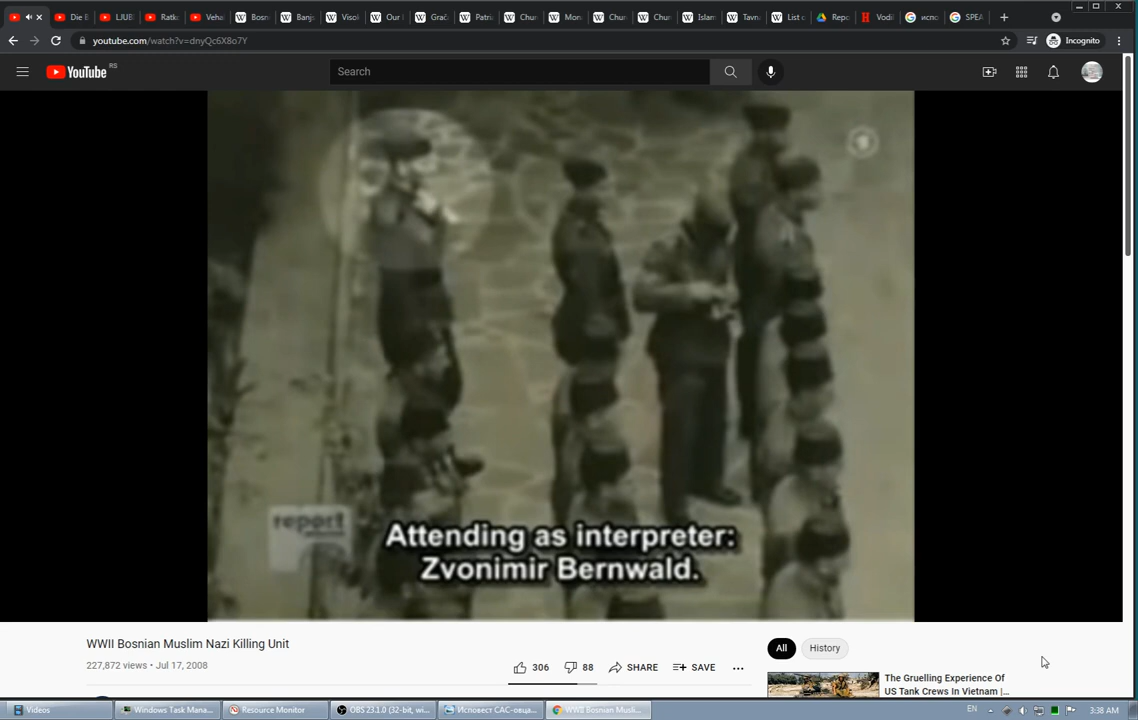 Die B
LJUB
Ratk
Veha
Bosn
Banj
Visol
Our l
Grač
Patri
Chur
Mon
Chur
Chur
Islam
Tavn
List o
Repo
Vodi
испо
SPEA
youtube.com/watch?v=dnyQc6X8o7Y
Incognito
YouTube RS
Search
report
Attending as interpreter:
Zvonimir Bernwald.
WWII Bosnian Muslim Nazi Killing Unit
227,872 views • Jul 17, 2008
306
88
SHARE
SAVE
All
History
The Gruelling Experience Of
US Tank Crews In Vietnam |...
Videos
Windows Task Mana...
Resource Monitor
OBS 23.1.0 (32-bit, wi...
Исповест САС-овца...
WWII Bosnian Musli...
EN
3:38 AM